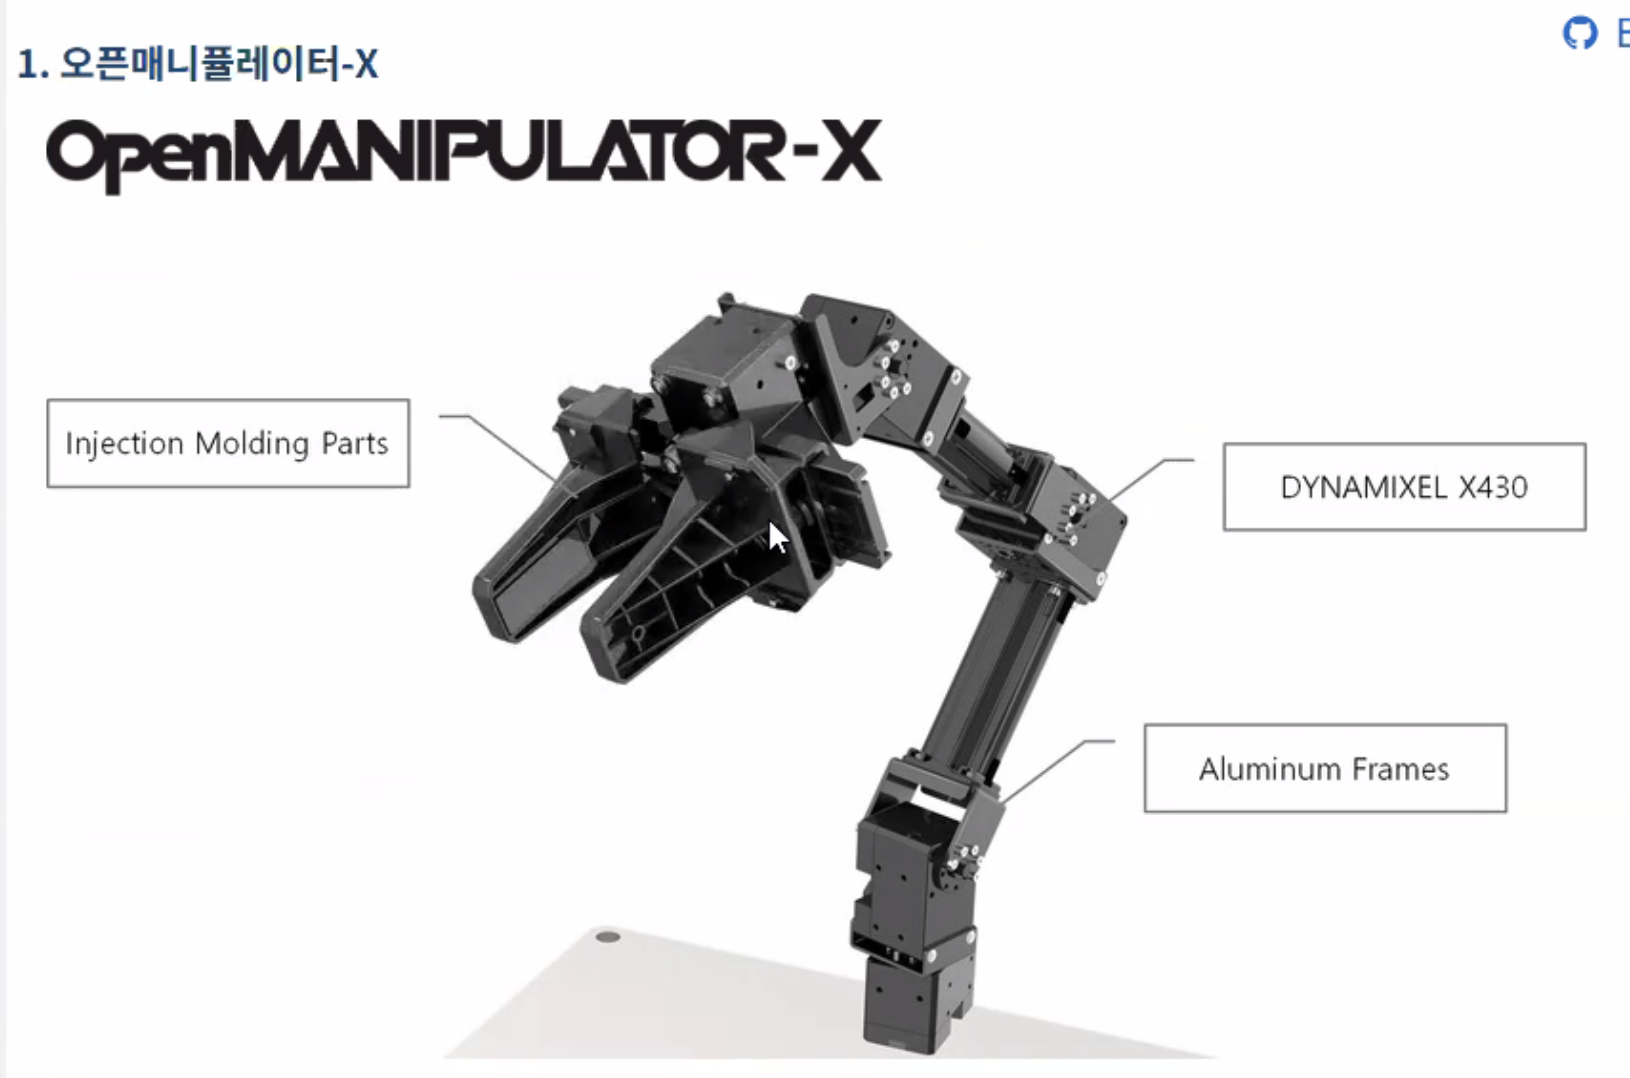 1. 오픈매니퓰레이터-X
OpenMANIPULATOR-X
Injection Molding Parts
DYNAMIXEL X430
Aluminum Frames